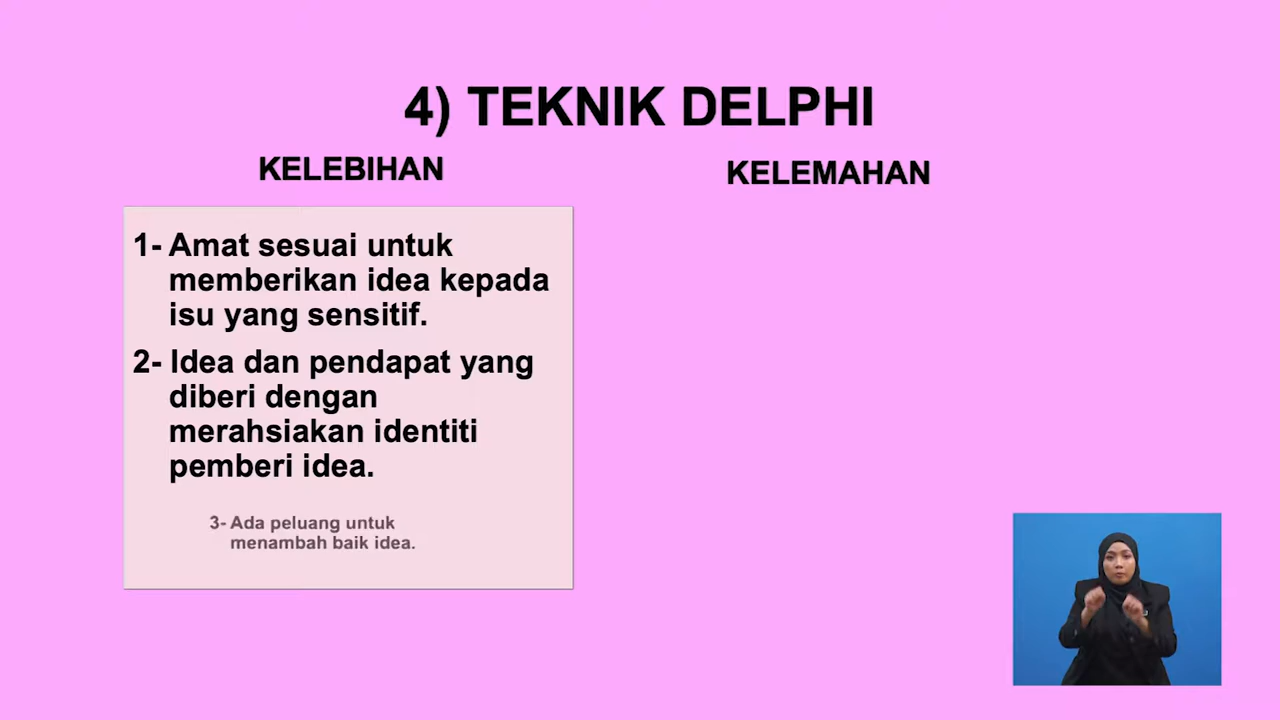 4) TEKNIK DELPHI
KELEBIHAN
KELEMAHAN
1- Amat sesuai untuk
memberikan idea kepada
isu yang sensitif.
2- Idea dan pendapat yang
diberi dengan
merahsiakan identiti
pemberi idea.
3- Ada peluang untuk
menambah baik idea.